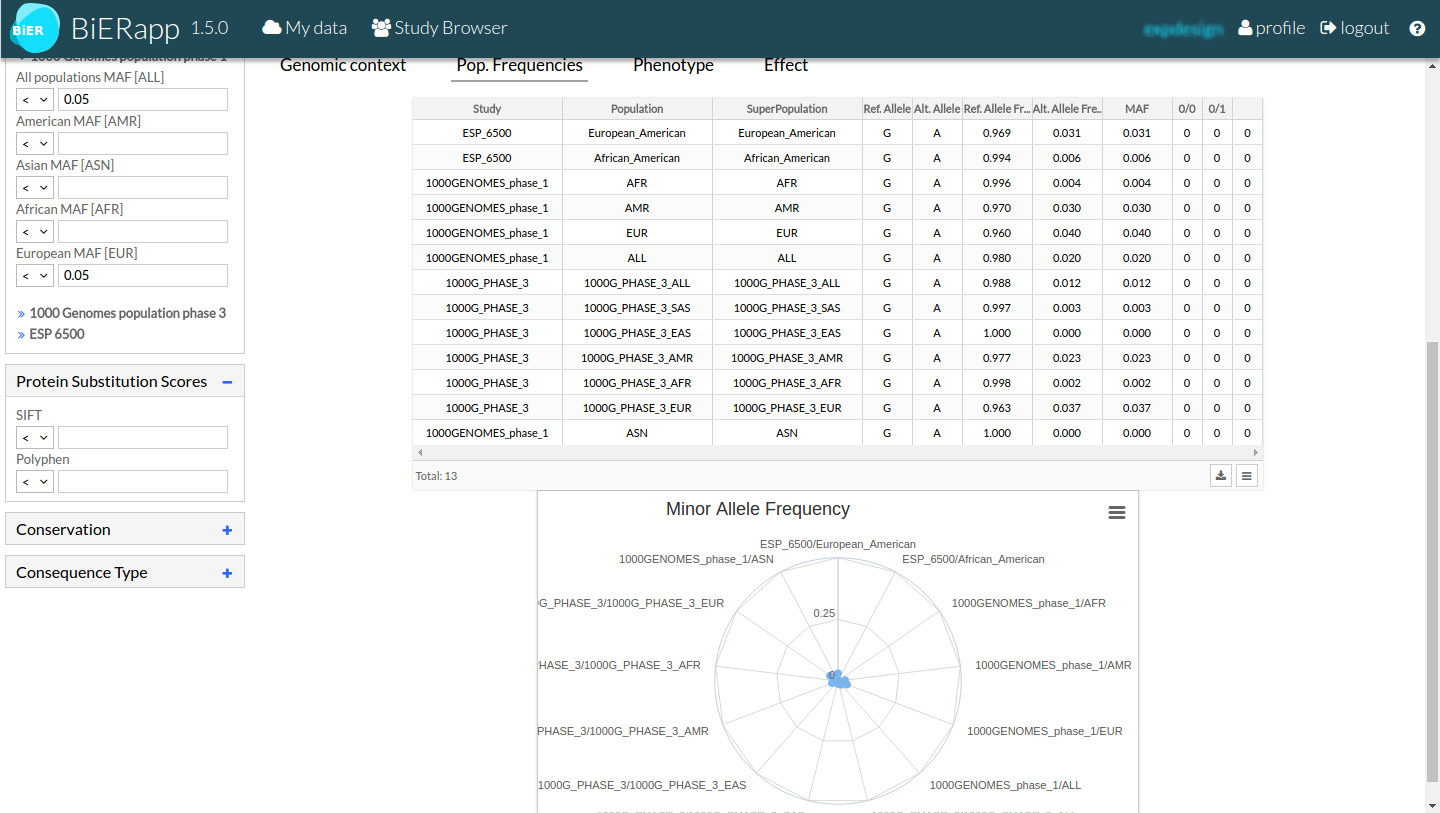 BiER BiERapp 1.5.0 My data Study Browser profile logout ?
1000 Genomes population phase 1
All populations MAF [ALL]
< 0.05
American MAF [AMR]
<
Asian MAF [ASN]
<
African MAF [AFR]
<
European MAF [EUR]
< 0.05
» 1000 Genomes population phase 3
» ESP 6500
Protein Substitution Scores −
SIFT
<
Polyphen
<
Conservation +
Consequence Type +
Genomic context Pop. Frequencies Phenotype Effect
Study Population SuperPopulation Ref. Allele Alt. Allele Ref. Allele Fr... Alt. Allele Fre... MAF 0/0 0/1
ESP_6500 European_American European_American G A 0.969 0.031 0.031 0 0 0
ESP_6500 African_American African_American G A 0.994 0.006 0.006 0 0 0
1000GENOMES_phase_1 AFR AFR G A 0.996 0.004 0.004 0 0 0
1000GENOMES_phase_1 AMR AMR G A 0.970 0.030 0.030 0 0 0
1000GENOMES_phase_1 EUR EUR G A 0.960 0.040 0.040 0 0 0
1000GENOMES_phase_1 ALL ALL G A 0.980 0.020 0.020 0 0 0
1000G_PHASE_3 1000G_PHASE_3_ALL 1000G_PHASE_3_ALL G A 0.988 0.012 0.012 0 0 0
1000G_PHASE_3 1000G_PHASE_3_SAS 1000G_PHASE_3_SAS G A 0.997 0.003 0.003 0 0 0
1000G_PHASE_3 1000G_PHASE_3_EAS 1000G_PHASE_3_EAS G A 1.000 0.000 0.000 0 0 0
1000G_PHASE_3 1000G_PHASE_3_AMR 1000G_PHASE_3_AMR G A 0.977 0.023 0.023 0 0 0
1000G_PHASE_3 1000G_PHASE_3_AFR 1000G_PHASE_3_AFR G A 0.998 0.002 0.002 0 0 0
1000G_PHASE_3 1000G_PHASE_3_EUR 1000G_PHASE_3_EUR G A 0.963 0.037 0.037 0 0 0
1000GENOMES_phase_1 ASN ASN G A 1.000 0.000 0.000 0 0 0
Total: 13
Minor Allele Frequency
ESP_6500/European_American
1000GENOMES_phase_1/ASN ESP_6500/African_American
G_PHASE_3/1000G_PHASE_3_EUR 1000GENOMES_phase_1/AFR
0.25
HASE_3/1000G_PHASE_3_AFR 1000GENOMES_phase_1/AMR
0
PHASE_3/1000G_PHASE_3_AMR 1000GENOMES_phase_1/EUR
1000G_PHASE_3/1000G_PHASE_3_EAS 1000GENOMES_phase_1/ALL